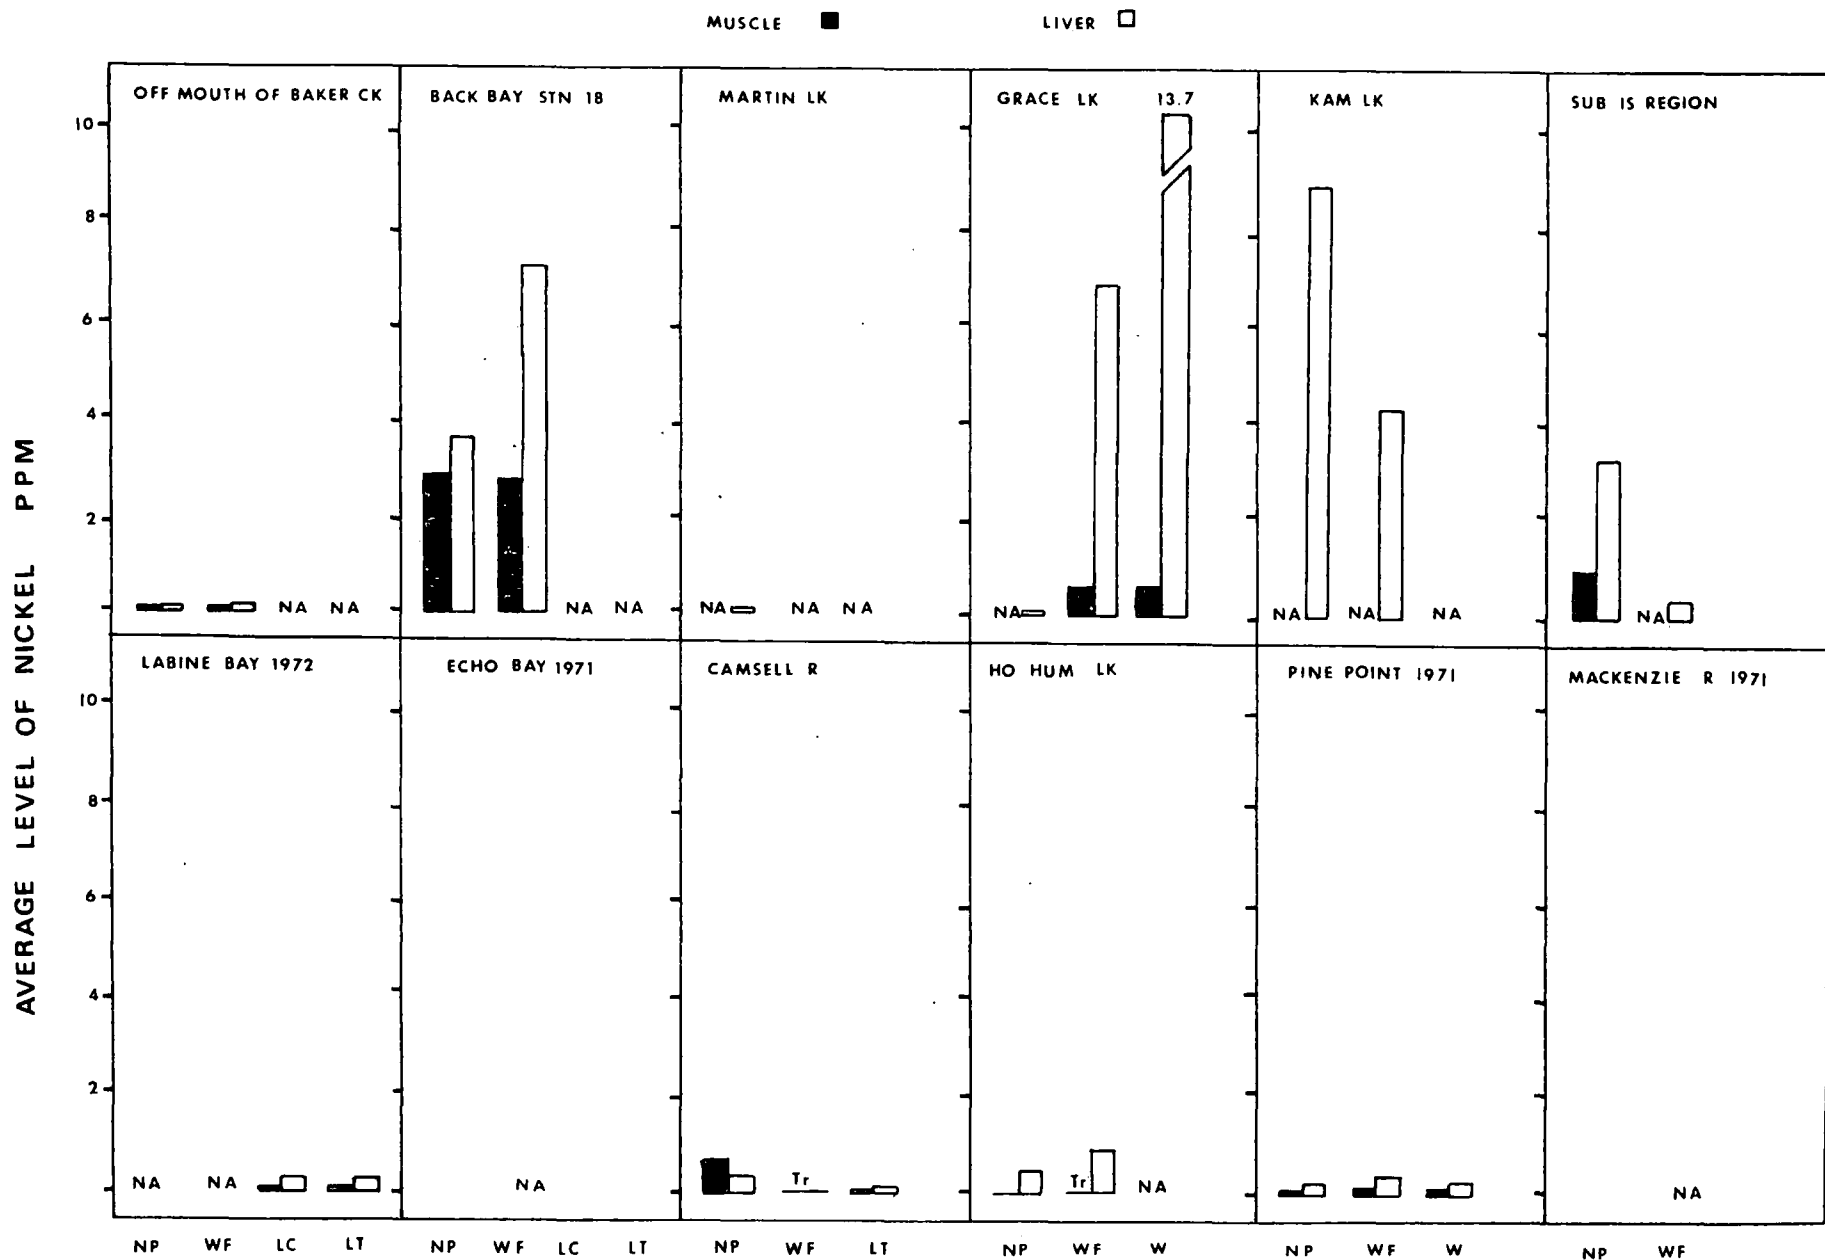 MUSCLE LIVER
AVERAGE LEVEL OF NICKEL PPM
OFF MOUTH OF BAKER CK
BACK BAY STN 18
MARTIN LK
GRACE LK 13.7
KAM LK
SUB IS REGION
10
8
6
4
2
NA NA
NA NA
NA NA NA
NA
NA NA NA
NA
LABINE BAY 1972
ECHO BAY 1971
CAMSELL R
HO HUM LK
PINE POINT 1971
MACKENZIE R 1971
10
8
6
4
2
NA NA
NA
Tr
Tr NA
NA
NP WF LC LT
NP WF LC LT
NP WF LT
NP WF W
NP WF W
NP WF